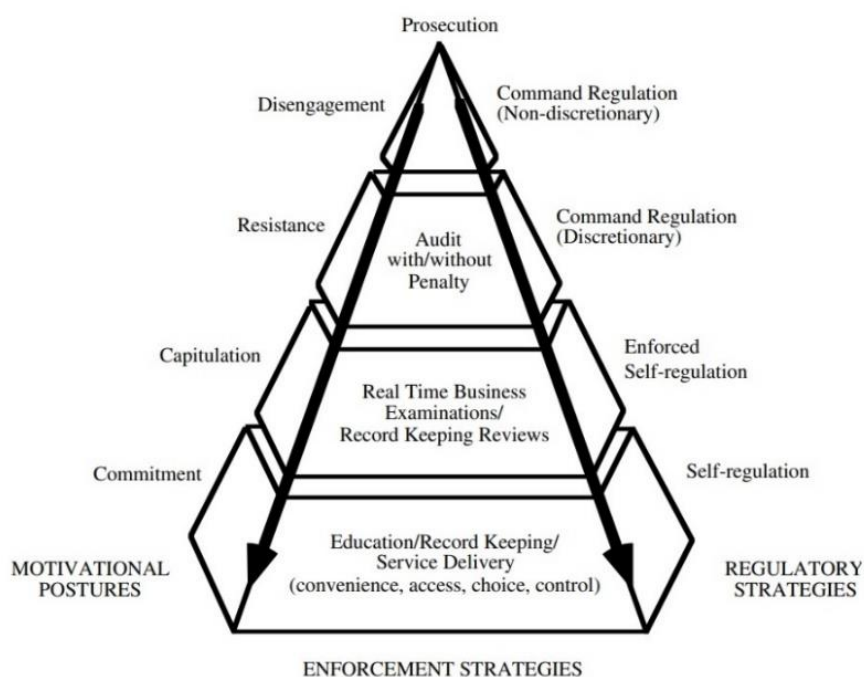 Prosecution
Disengagement
Command Regulation
(Non-discretionary)
Resistance
Audit
with/without
Penalty
Command Regulation
(Discretionary)
Capitulation
Real Time Business
Examinations/
Record Keeping Reviews
Enforced
Self-regulation
Commitment
Education/Record Keeping/
Service Delivery
(convenience, access, choice, control)
Self-regulation
MOTIVATIONAL
POSTURES
REGULATORY
STRATEGIES
ENFORCEMENT STRATEGIES